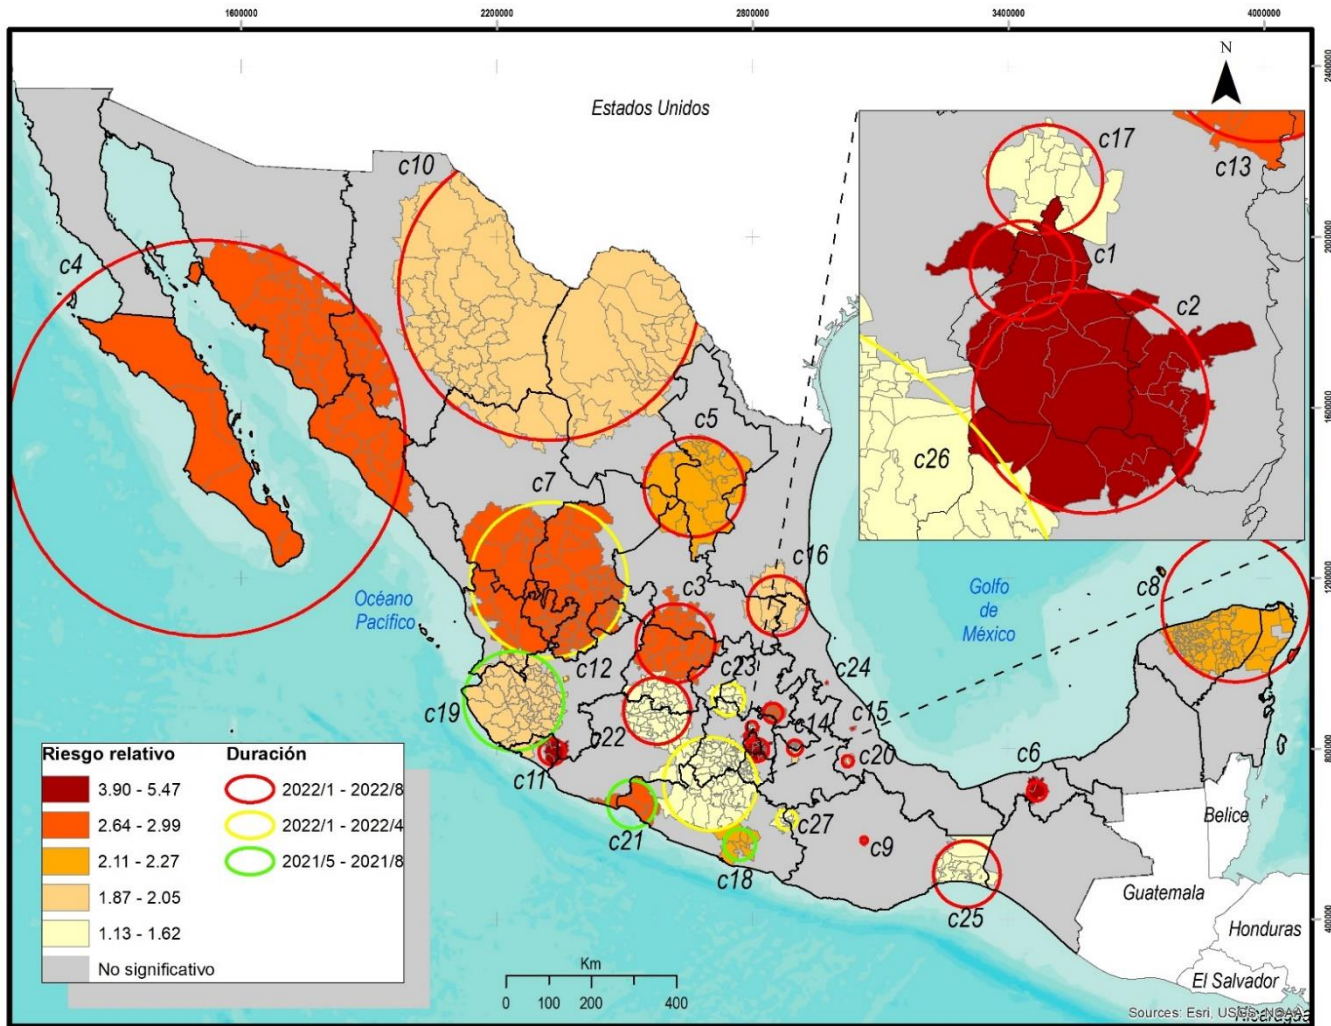 1600000
2200000
2800000
3400000
4000000
2400000
N
Estados Unidos
c10
c17
c13
c1
2000000
c4
c2
1600000
c5
c26
c7
c16
Golfo
de
México
c8
1200000
Océano
Pacífico
c3
c12
c23
c24
c19
c15
c14
c22
c20
c11
c6
800000
Riesgo relativo
Duración
3.90 - 5.47
2022/1 - 2022/8
2.64 - 2.99
2022/1 - 2022/4
2.11 - 2.27
2021/5 - 2021/8
1.87 - 2.05
1.13 - 1.62
No significativo
c21
c27
c9
c18
c25
Belice
Guatemala
400000
Honduras
El Salvador
Km
0 100 200 400
Sources: Esri, USGS, NOAA
Nicaragua